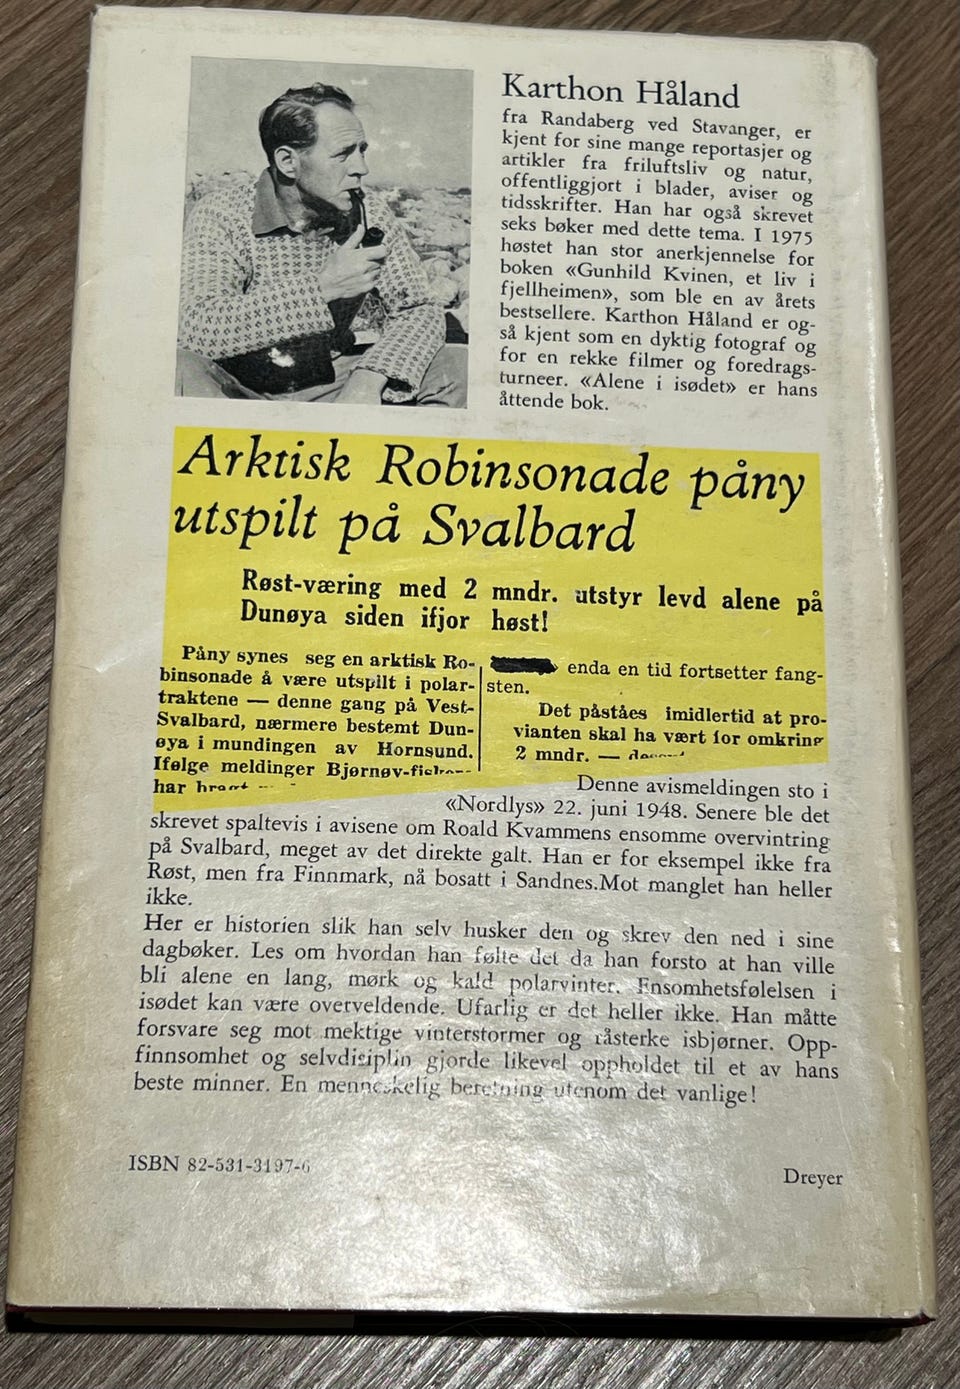 Karthon Håland
fra Randaberg ved Stavanger, er
kjent for sine mange reportasjer og
artikler fra friluftsliv og natur,
offentliggjort i blader, aviser og
tidsskrifter. Han har også skrevet
seks bøker med dette tema. I 1975
høstet han stor anerkjennelse for
boken «Gunhild Kvinen, et liv i
fjellheimen», som ble en av årets
bestsellere. Karthon Håland er og-
så kjent som en dyktig fotograf og
for en rekke filmer og foredrags-
turneer. «Alene i isødet» er hans
åttende bok.
Arktisk Robinsonade påny
utspilt på Svalbard
Røst-væring med 2 mndr. utstyr levd alene på
Dunøya siden ifjor høst!
Påny synes seg en arktisk Ro-
binsonade å være utspilt i polar-
traktene — denne gang på Vest-
Svalbard, nærmere bestemt Dun-
øya i mundingen av Hornsund.
Ifølge meldinger
har
enda en tid fortsetter fang-
sten.
Det påståes imidlertid at pro-
vianten skal ha vært for omkring
2 mndr. —
Denne avismeldingen sto i
«Nordlys» 22. juni 1948. Senere ble det
skrevet spaltevis i avisene om Roald Kvammens ensomme overvintring
på Svalbard, meget av det direkte galt. Han er for eksempel ikke fra
Røst, men fra Finnmark, nå bosatt i Sandnes.Mot manglet han heller
ikke.
Her er historien slik han selv husker den og skrev den ned i sine
dagbøker. Les om hvordan han følte det da han forsto at han ville
bli alene en lang, mørk og kald polarvinter. Ensomhetsfølelsen i
isødet kan være overveldende. Ufarlig er det heller ikke. Han måtte
forsvare seg mot mektige vinterstormer og råsterke isbjørner. Opp-
finnsomhet og selvdisiplin gjorde likevel oppholdet til et av hans
beste minner. En menneskelig beretning utenom det vanlige!
ISBN 82-531-3197-6
Dreyer